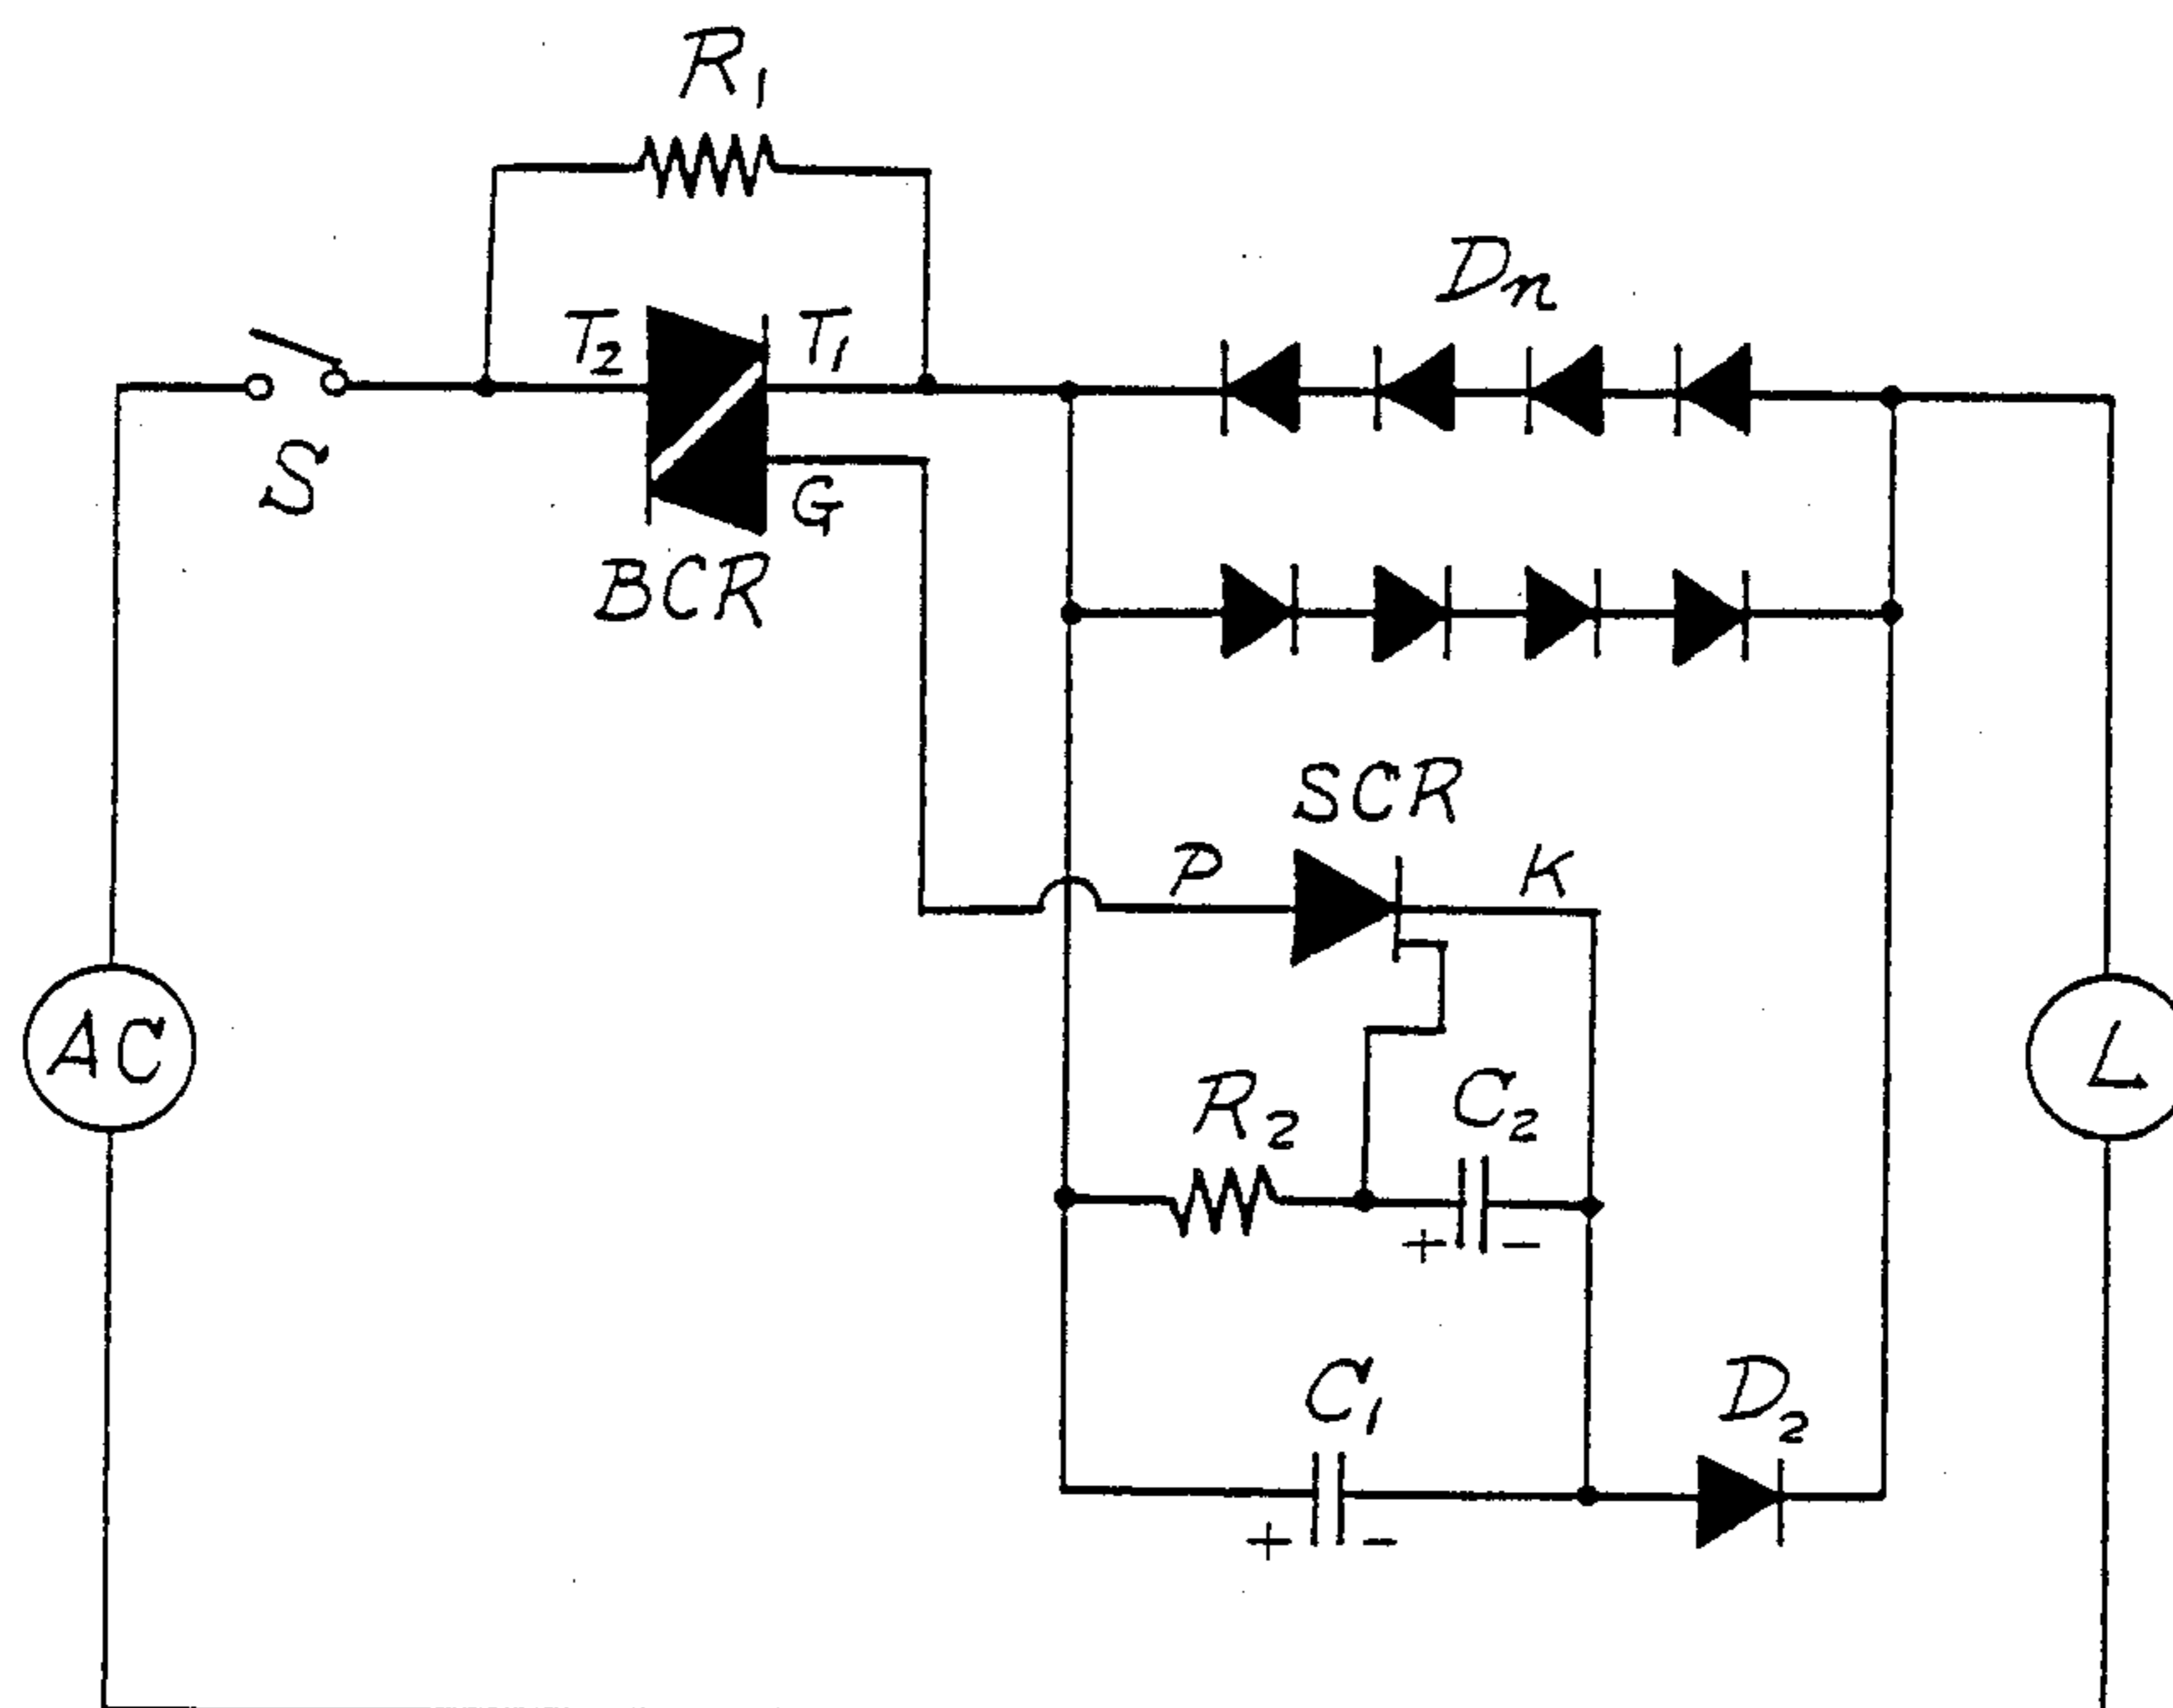 R₁
Dn
T₂
T₁
S
G
BCR
SCR
P
K
AC
L
R₂
C₂
+
-
C₁
D₂
+
-